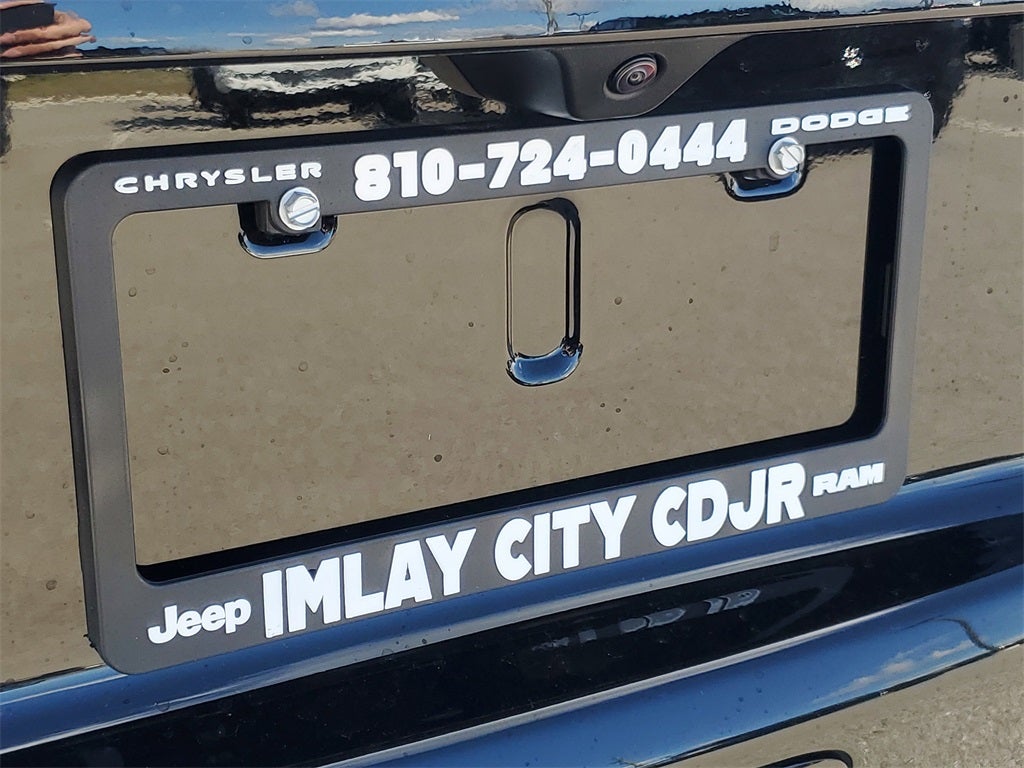 CHRYSLER 810-724-0444 DODGE
Jeep IMLAY CITY CDJR RAM